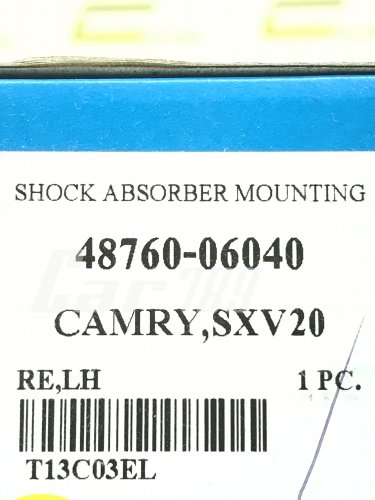 SHOCK ABSORBER MOUNTING
48760-06040
CAMRY,SXV20
RE,LH 1 PC.
T13C03EL